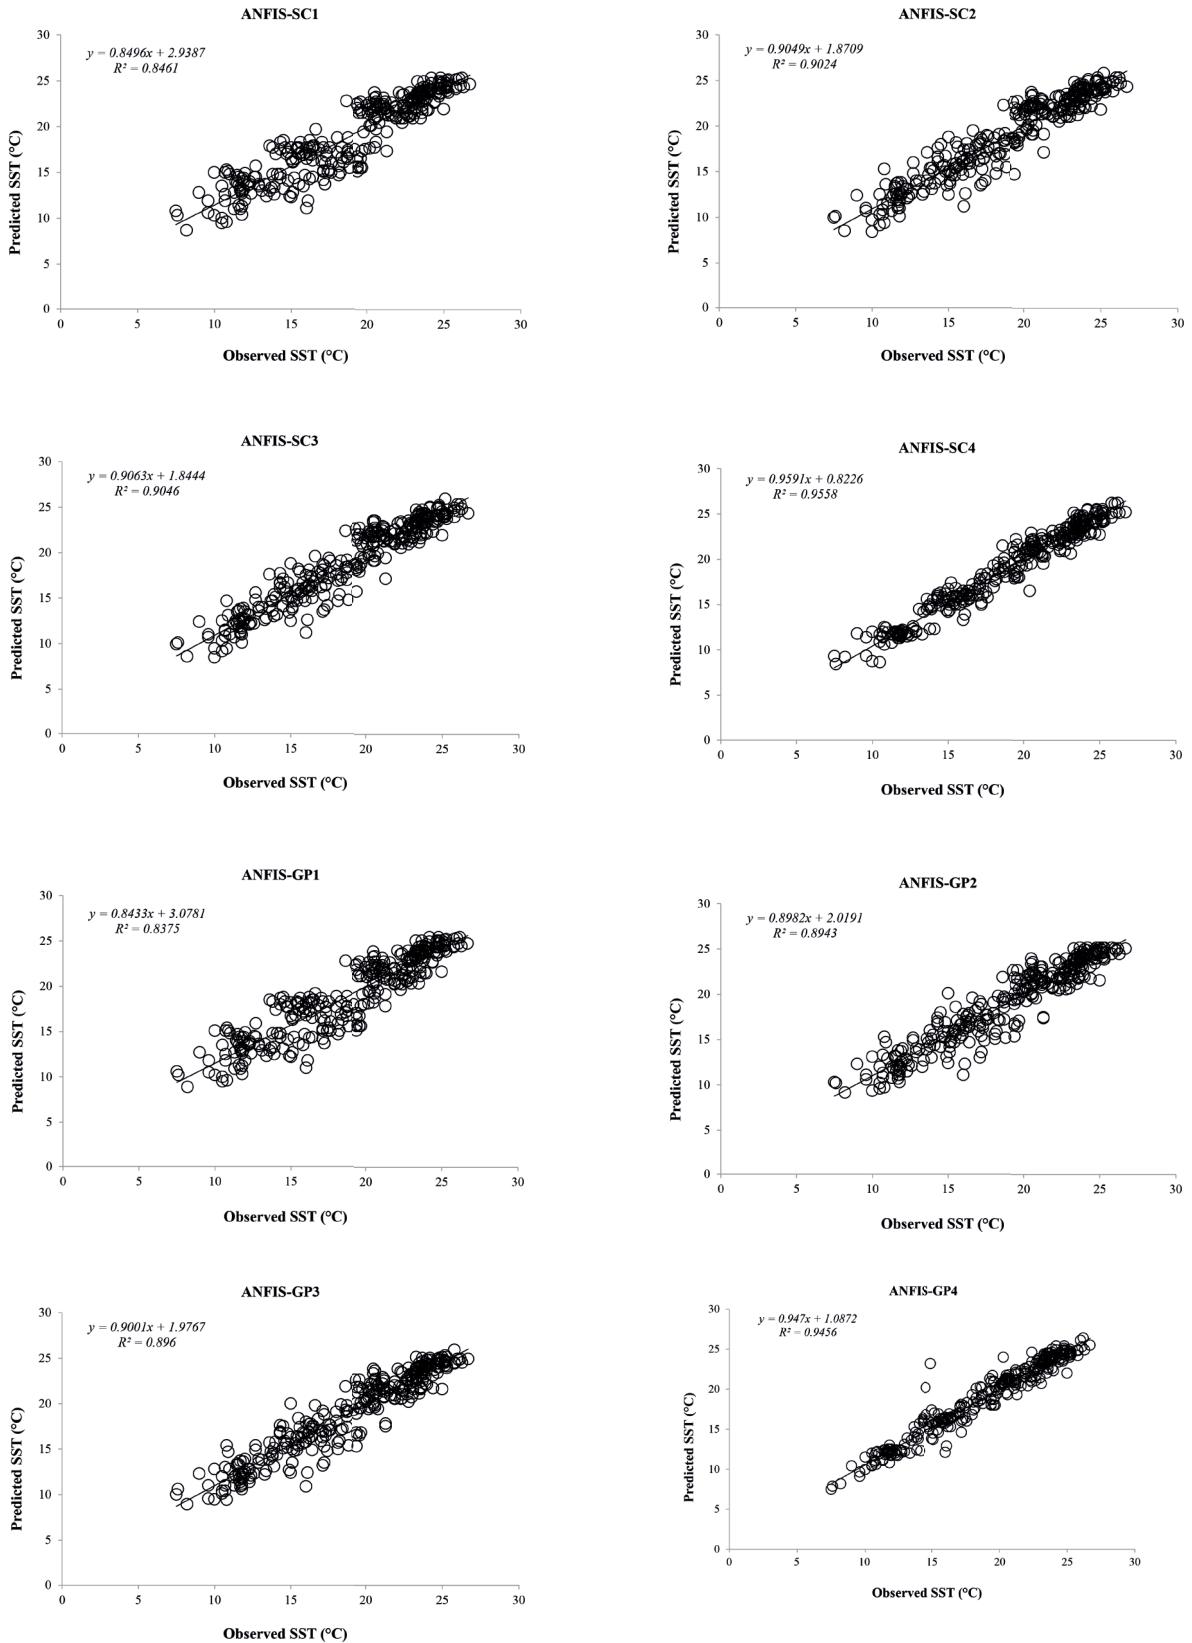 ANFIS-SC1
y = 0.8496x + 2.9387
R² = 0.8461
Predicted SST (°C)
30
25
20
15
10
5
0
0 5 10 15 20 25 30
Observed SST (°C)
ANFIS-SC2
y = 0.9049x + 1.8709
R² = 0.9024
Predicted SST (°C)
30
25
20
15
10
5
0
0 5 10 15 20 25 30
Observed SST (°C)
ANFIS-SC3
y = 0.9063x + 1.8444
R² = 0.9046
Predicted SST (°C)
30
25
20
15
10
5
0
0 5 10 15 20 25 30
Observed SST (°C)
ANFIS-SC4
y = 0.9591x + 0.8226
R² = 0.9558
Predicted SST (°C)
30
25
20
15
10
5
0
0 5 10 15 20 25 30
Observed SST (°C)
ANFIS-GP1
y = 0.8433x + 3.0781
R² = 0.8375
Predicted SST (°C)
30
25
20
15
10
5
0
0 5 10 15 20 25 30
Observed SST (°C)
ANFIS-GP2
y = 0.8982x + 2.0191
R² = 0.8943
Predicted SST (°C)
30
25
20
15
10
5
0
0 5 10 15 20 25 30
Observed SST (°C)
ANFIS-GP3
y = 0.9001x + 1.9767
R² = 0.896
Predicted SST (°C)
30
25
20
15
10
5
0
0 5 10 15 20 25 30
Observed SST (°C)
ANFIS-GP4
y = 0.947x + 1.0872
R² = 0.9456
Predicted SST (°C)
30
25
20
15
10
5
0
0 5 10 15 20 25 30
Observed SST (°C)